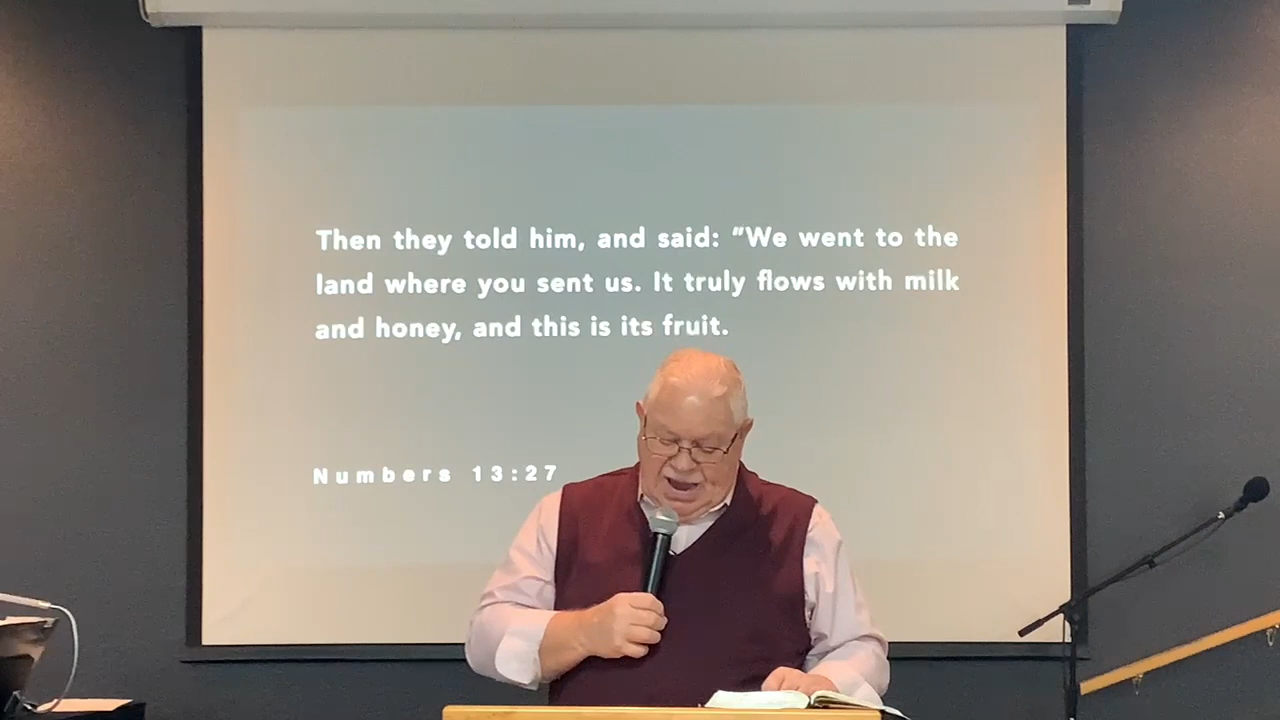 Then they told him, and said: "We went to the
land where you sent us. It truly flows with milk
and honey, and this is its fruit.
Numbers 13:27